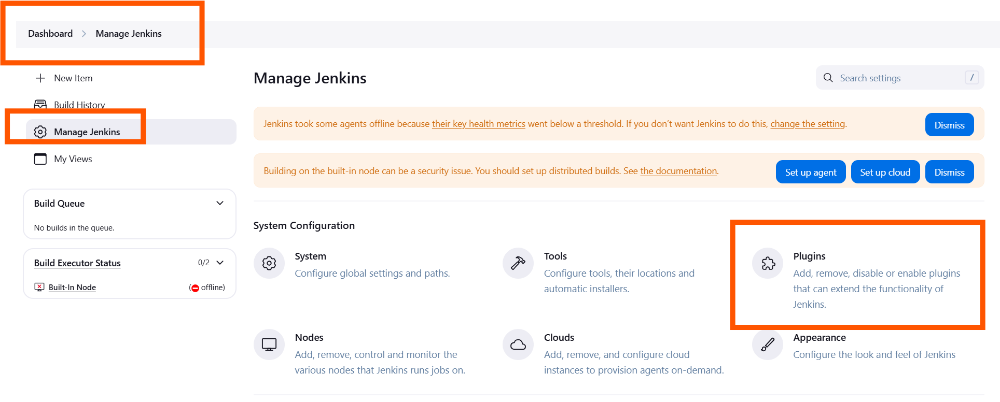 Dashboard > Manage Jenkins
New Item
Build History
Manage Jenkins
My Views
Build Queue
No builds in the queue.
Build Executor Status 0/2
Built-In Node (offline)
Manage Jenkins
Search settings /
Jenkins took some agents offline because their key health metrics went below a threshold. If you don’t want Jenkins to do this, change the setting.
Dismiss
Building on the built-in node can be a security issue. You should set up distributed builds. See the documentation.
Set up agent
Set up cloud
Dismiss
System Configuration
System
Configure global settings and paths.
Tools
Configure tools, their locations and
automatic installers.
Plugins
Add, remove, disable or enable plugins
that can extend the functionality of
Jenkins.
Nodes
Add, remove, control and monitor the
various nodes that Jenkins runs jobs on.
Clouds
Add, remove, and configure cloud
instances to provision agents on-demand.
Appearance
Configure the look and feel of Jenkins